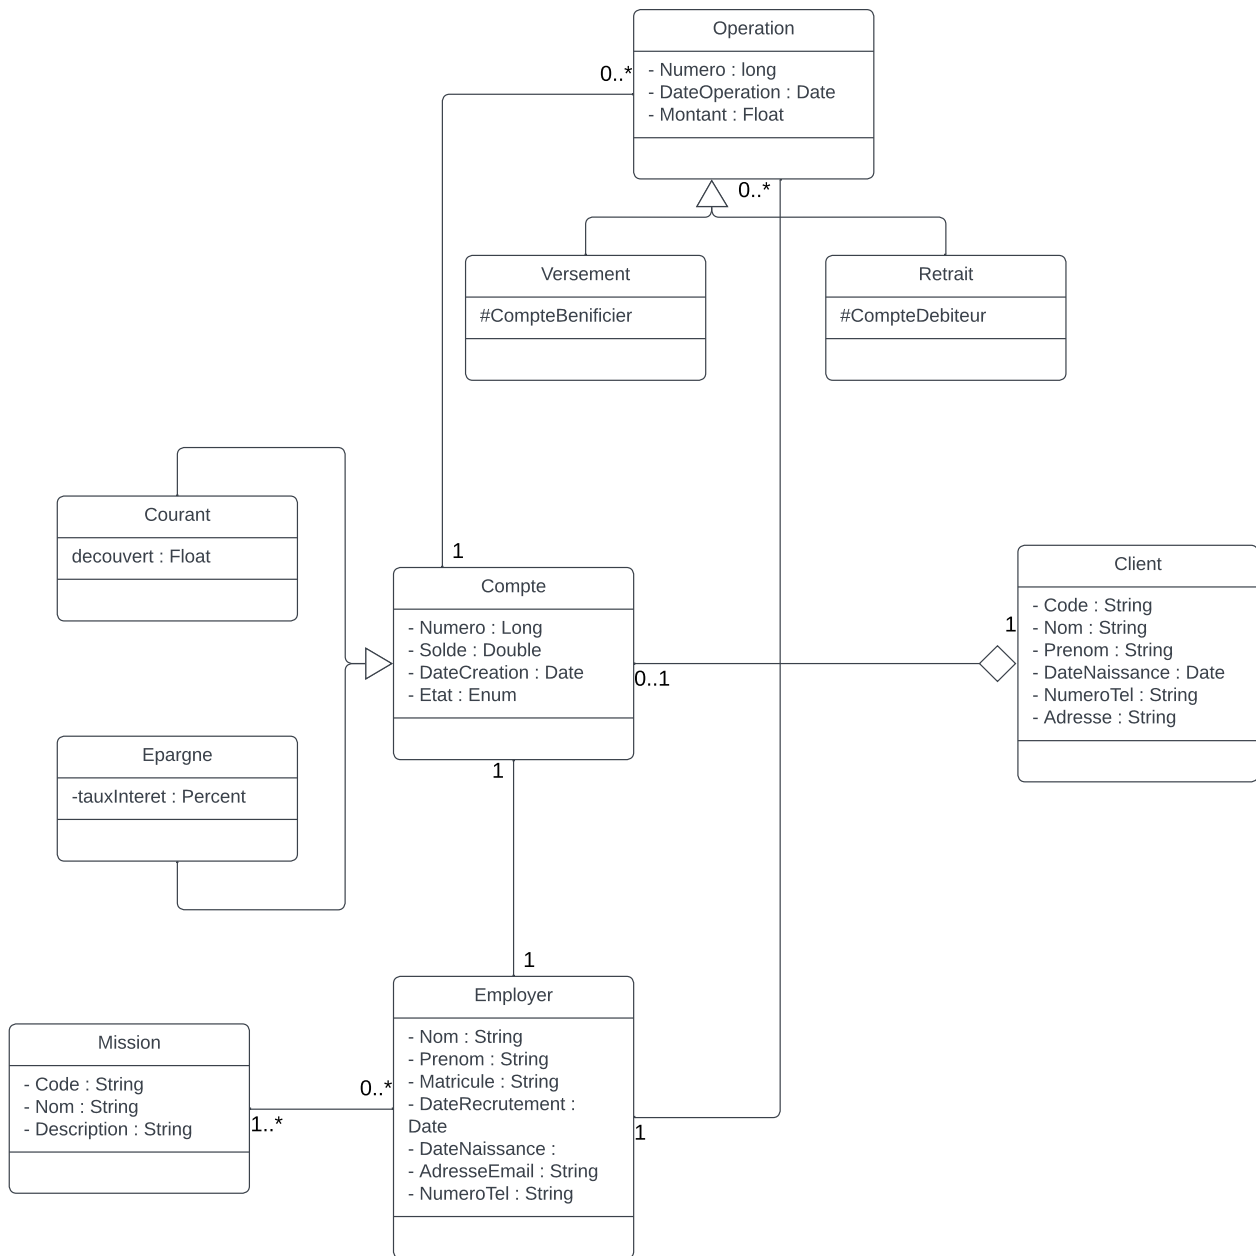 Operation
0..*
- Numero : long
- DateOperation : Date
- Montant : Float
0..*
Versement
#CompteBenificier
Retrait
#CompteDebiteur
Courant
decouvert : Float
1
Compte
- Numero : Long
- Solde : Double
- DateCreation : Date
- Etat : Enum
0..1
1
Client
- Code : String
- Nom : String
- Prenom : String
- DateNaissance : Date
- NumeroTel : String
- Adresse : String
Epargne
-tauxInteret : Percent
1
1
Employer
- Nom : String
- Prenom : String
- Matricule : String
- DateRecrutement :
Date
- DateNaissance :
- AdresseEmail : String
- NumeroTel : String
Mission
- Code : String
- Nom : String
- Description : String
0..*
1..*
1